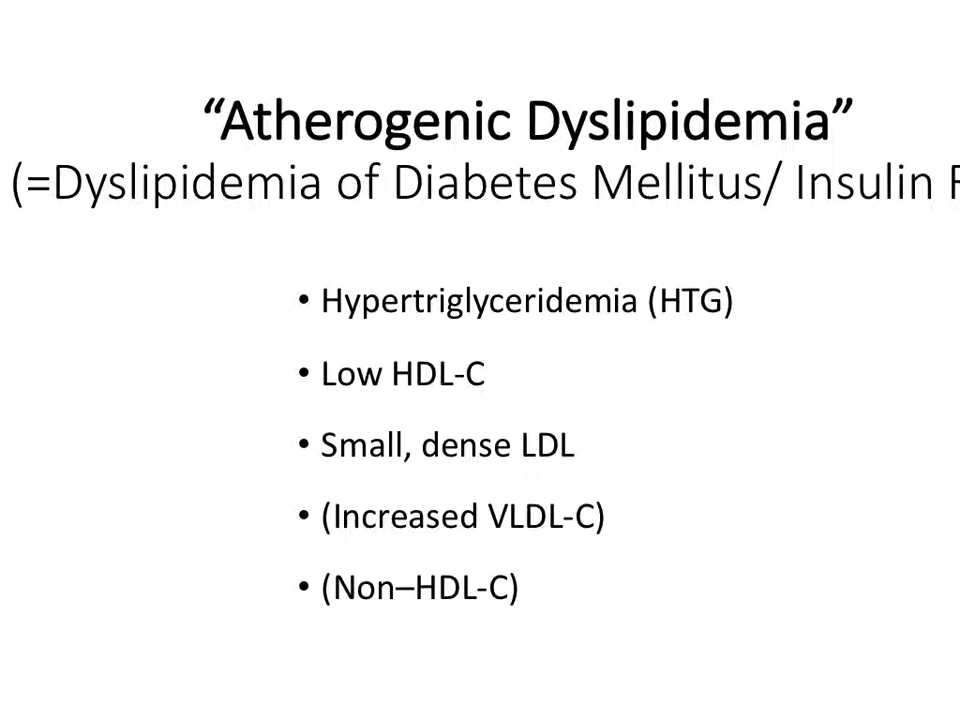 “Atherogenic Dyslipidemia”
(=Dyslipidemia of Diabetes Mellitus/ Insulin
• Hypertriglyceridemia (HTG)
• Low HDL-C
• Small, dense LDL
• (Increased VLDL-C)
• (Non–HDL-C)